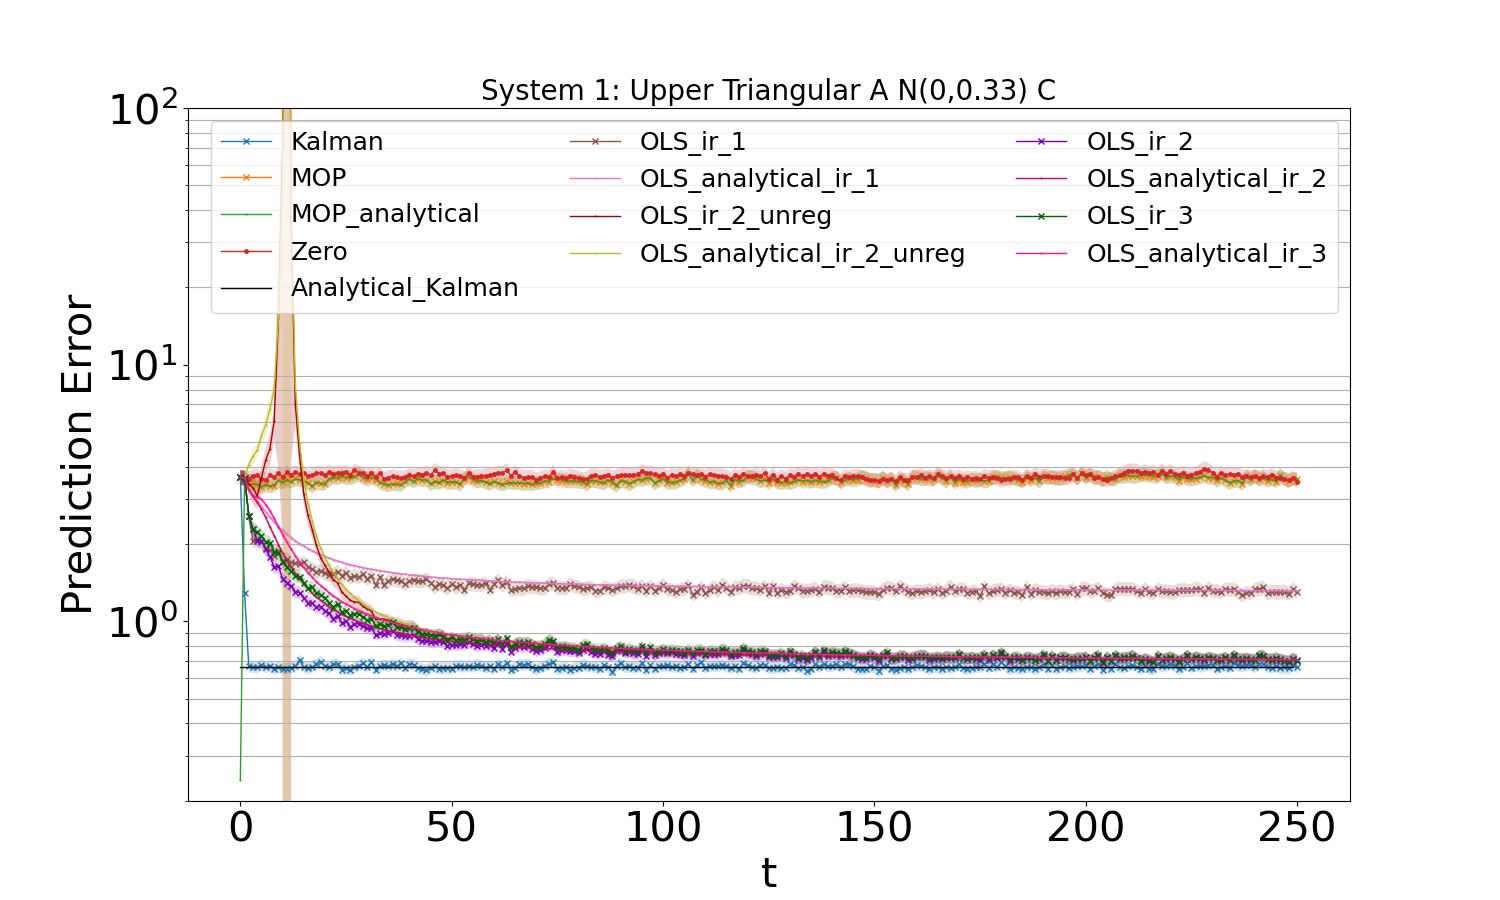 System 1: Upper Triangular A N(0,0.33) C
10²
10¹
10⁰
Prediction Error
Kalman
MOP
MOP_analytical
Zero
Analytical_Kalman
OLS_ir_1
OLS_analytical_ir_1
OLS_ir_2_unreg
OLS_analytical_ir_2_unreg
OLS_ir_2
OLS_analytical_ir_2
OLS_ir_3
OLS_analytical_ir_3
0 50 100 150 200 250
t